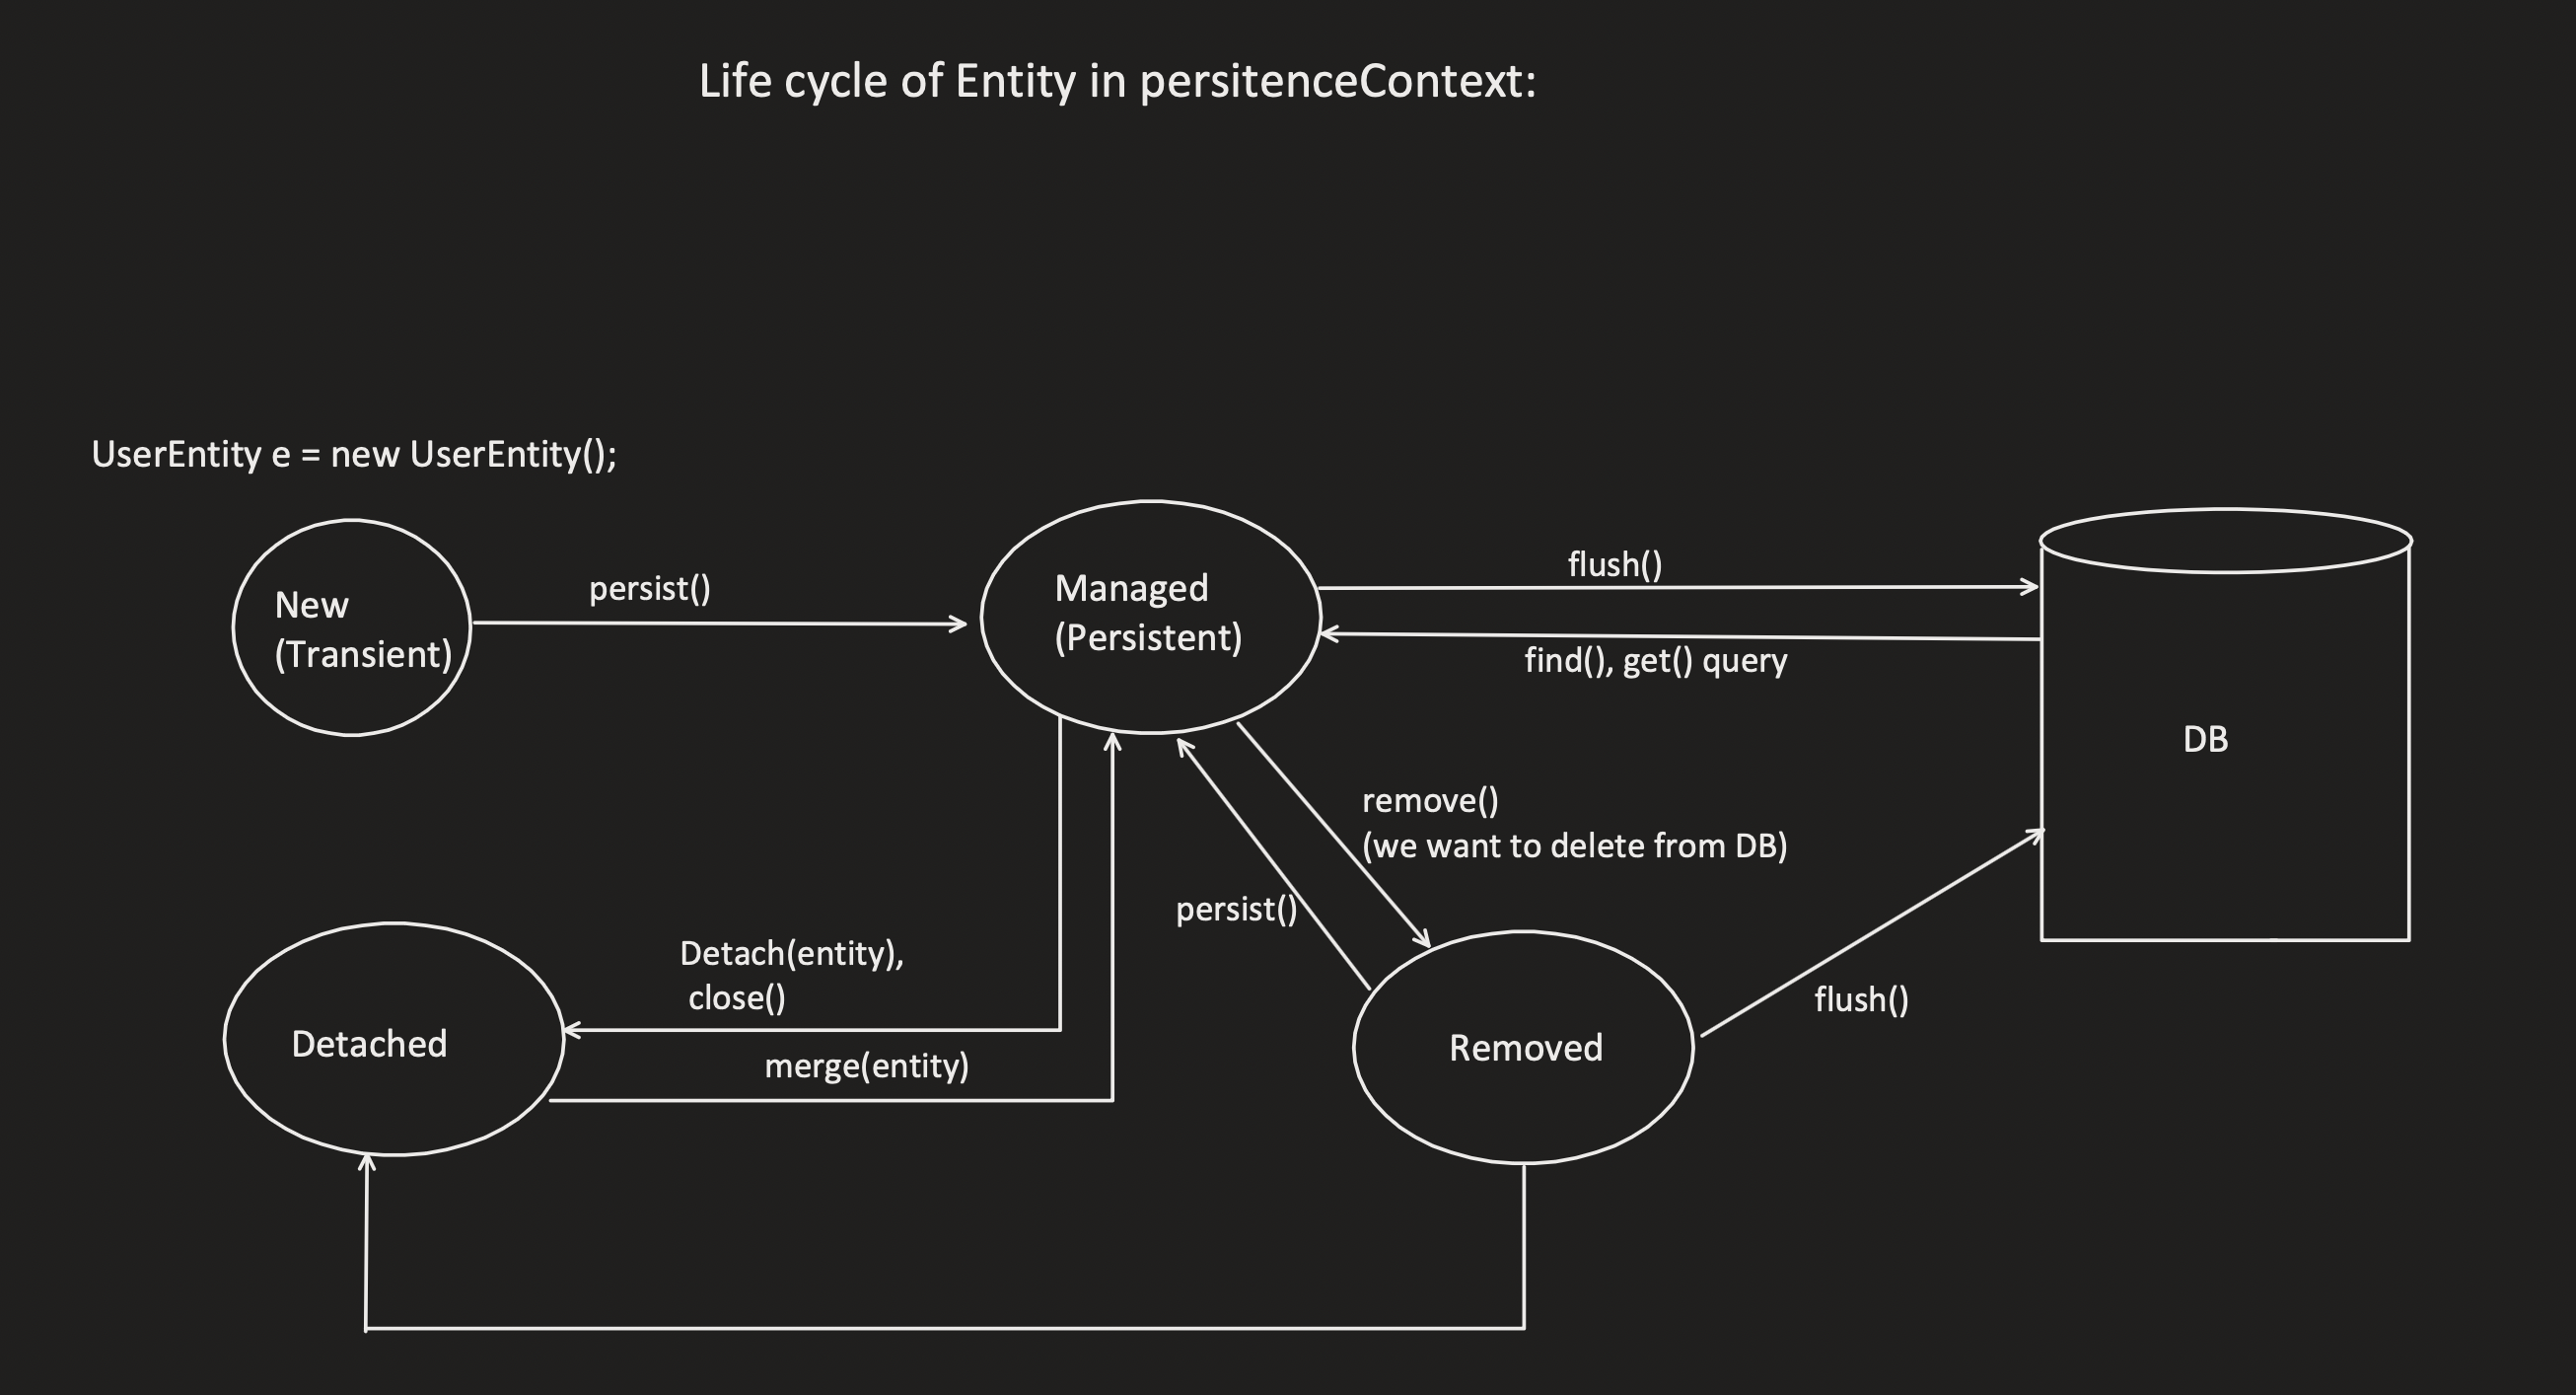 Life cycle of Entity in persitenceContext:
UserEntity e = new UserEntity();
New
(Transient)
persist()
Managed
(Persistent)
flush()
find(), get() query
DB
remove()
(we want to delete from DB)
persist()
Detach(entity),
close()
merge(entity)
Detached
Removed
flush()